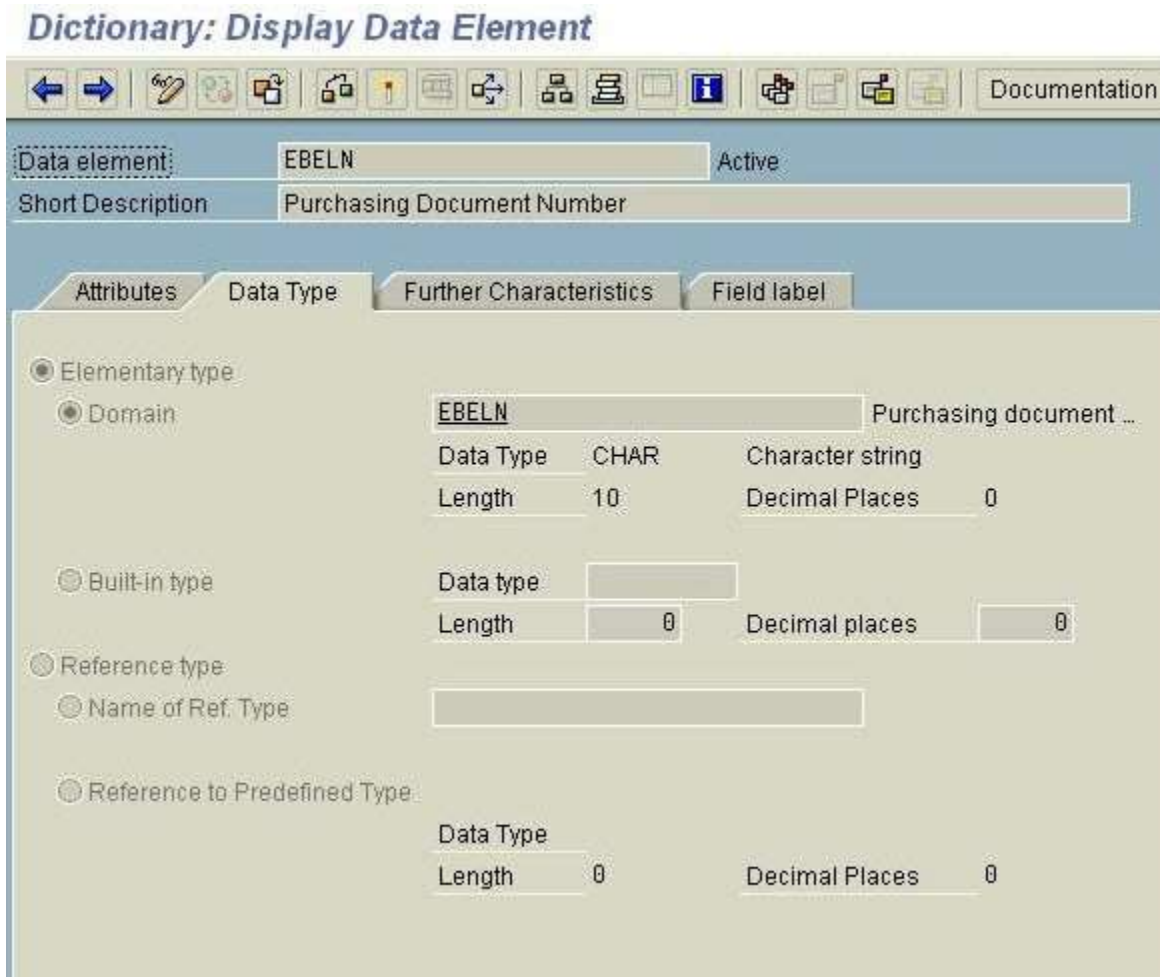 Dictionary: Display Data Element
Documentation
Data element EBELN Active
Short Description Purchasing Document Number
Attributes Data Type Further Characteristics Field label
Elementary type
Domain EBELN Purchasing document ...
Data Type CHAR Character string
Length 10 Decimal Places 0
Built-in type Data type
Length 0 Decimal places 0
Reference type
Name of Ref. Type
Reference to Predefined Type
Data Type
Length 0 Decimal Places 0